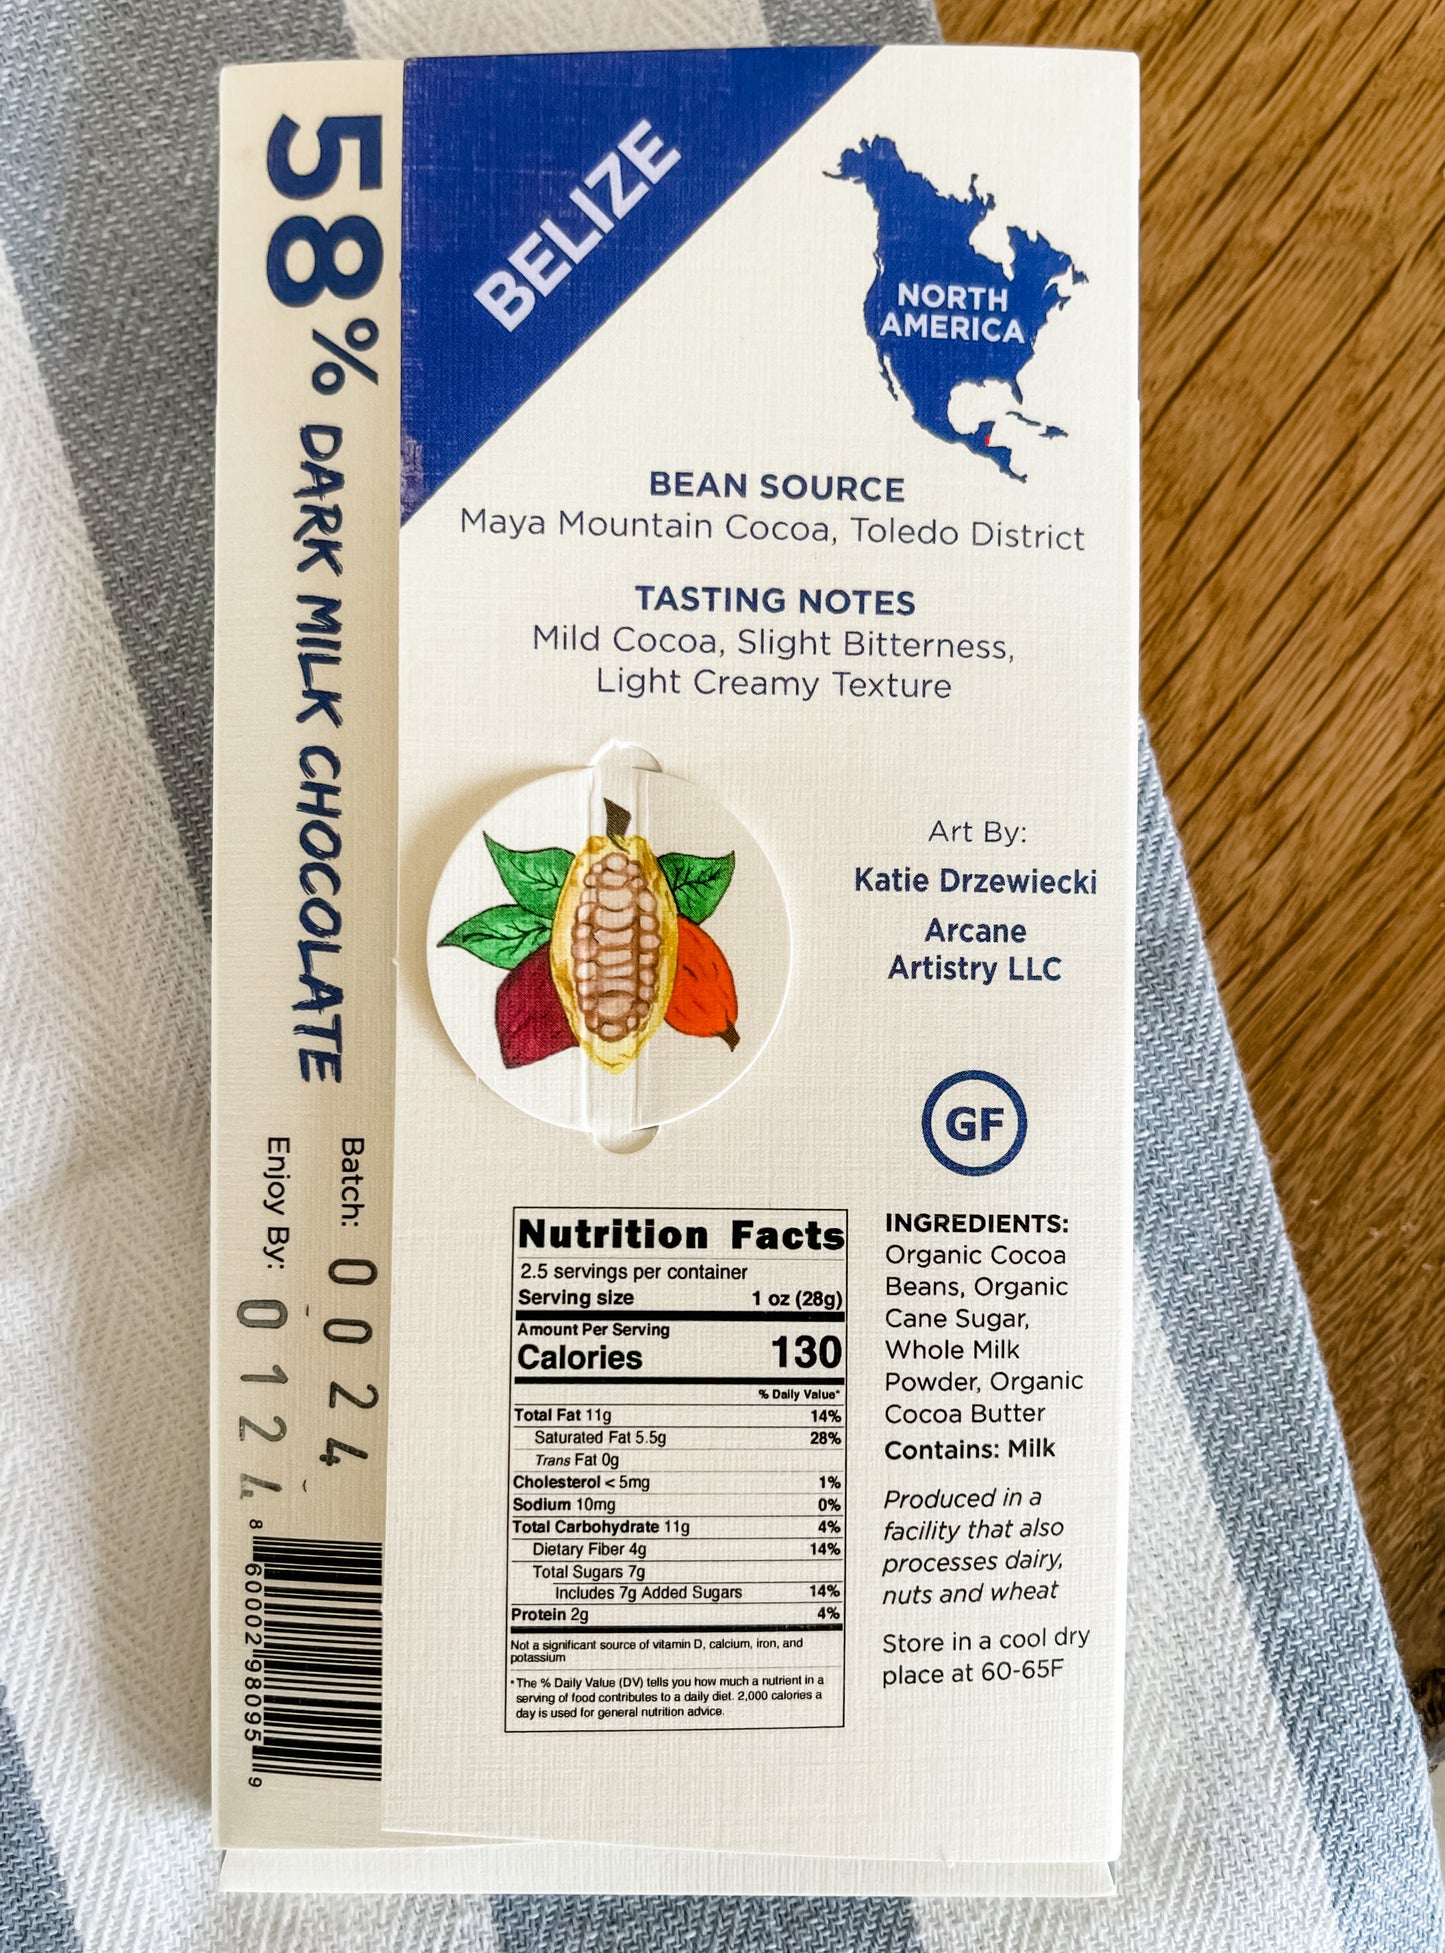 58% DARK MILK CHOCOLATE
Batch: 0024
Enjoy By: 012
8 60002 98095 9
BELIZE
NORTH
AMERICA
BEAN SOURCE
Maya Mountain Cocoa, Toledo District
TASTING NOTES
Mild Cocoa, Slight Bitterness,
Light Creamy Texture
Art By:
Katie Drzewiecki
Arcane
Artistry LLC
GF
Nutrition Facts
2.5 servings per container
Serving size 1 oz (28g)
Amount Per Serving
Calories 130
% Daily Value*
Total Fat 11g 14%
Saturated Fat 5.5g 28%
Trans Fat 0g
Cholesterol < 5mg 1%
Sodium 10mg 0%
Total Carbohydrate 11g 4%
Dietary Fiber 4g 14%
Total Sugars 7g
Includes 7g Added Sugars 14%
Protein 2g 4%
Not a significant source of vitamin D, calcium, iron, and
potassium
*The % Daily Value (DV) tells you how much a nutrient in a
serving of food contributes to a daily diet. 2,000 calories a
day is used for general nutrition advice.
INGREDIENTS:
Organic Cocoa
Beans, Organic
Cane Sugar,
Whole Milk
Powder, Organic
Cocoa Butter
Contains: Milk
Produced in a
facility that also
processes dairy,
nuts and wheat
Store in a cool dry
place at 60-65F